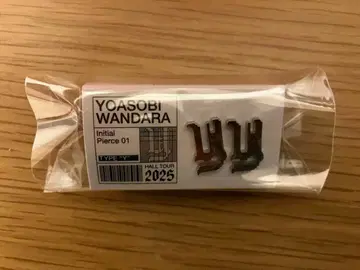 YOASOBI
WANDARA
Initial
Pierce 01
TYPE "Y"
HALL TOUR
2025